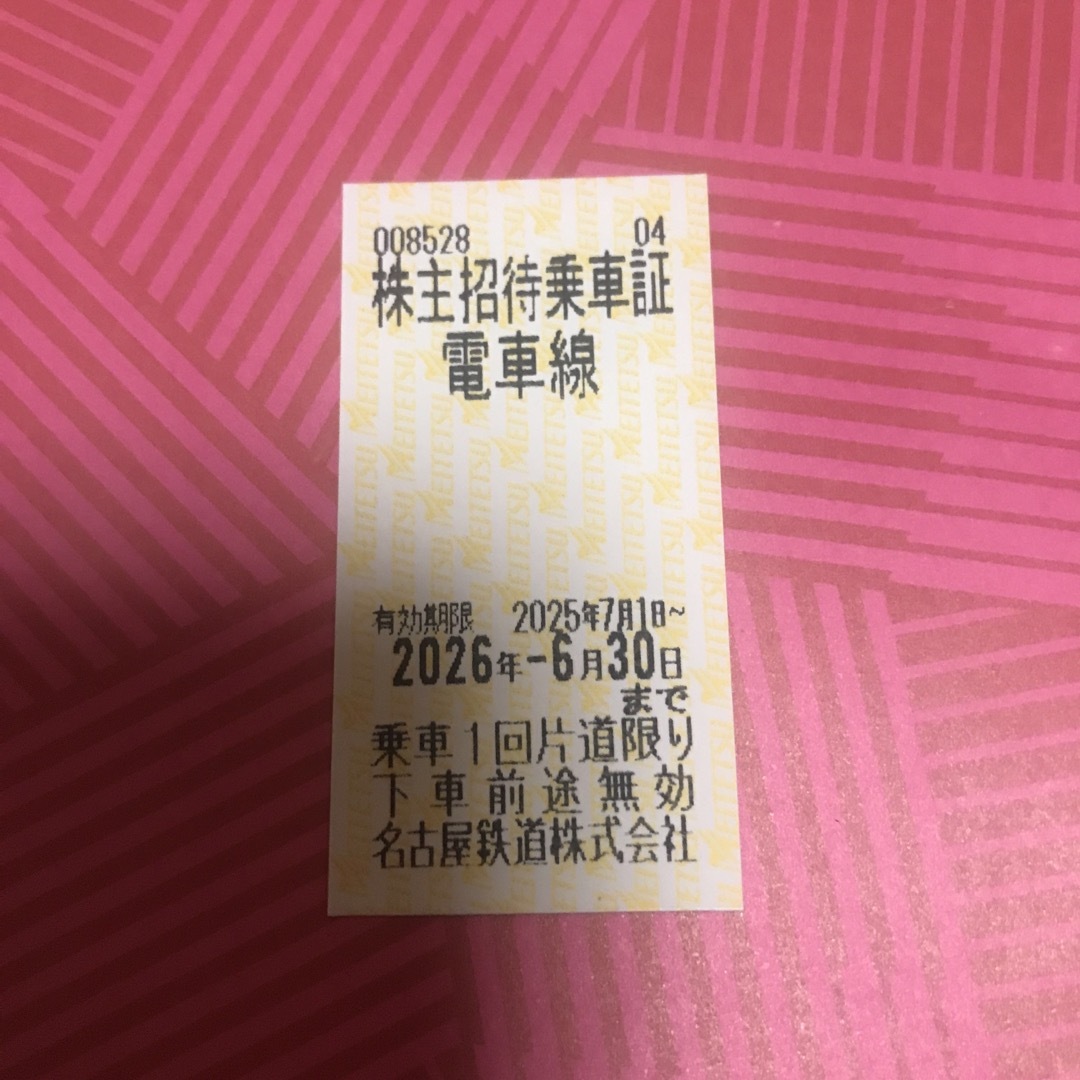 008528 04
株主招待乗車証
電車線
有効期限 2025年7月1日~
2026年-6月30日
まで
乗車1回片道限り
下車前途無効
名古屋鉄道株式会社
MEITETSU